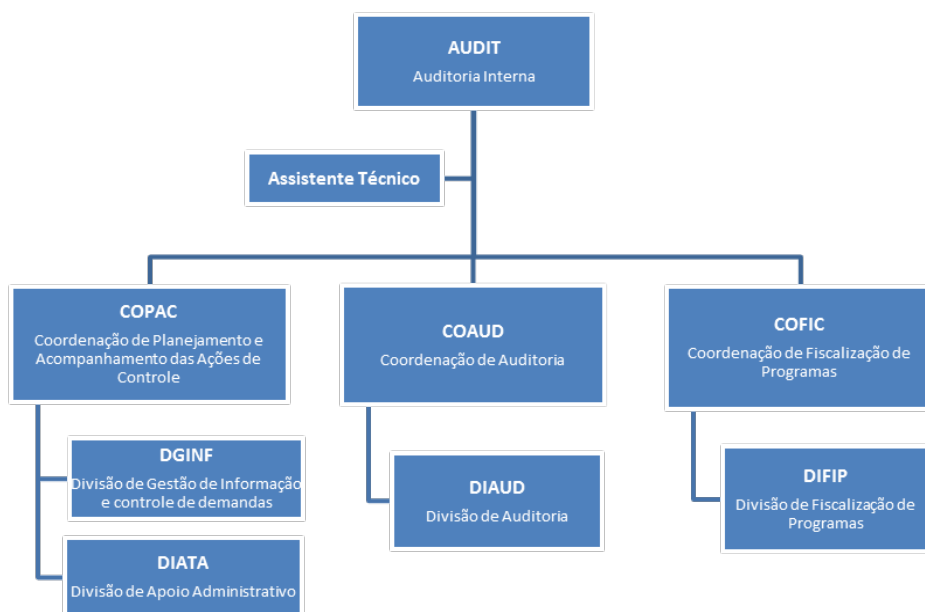 AUDIT
Auditoria Interna
Assistente Técnico
COPAC
Coordenação de Planejamento e
Acompanhamento das Ações de
Controle
COAUD
Coordenação de Auditoria
COFIC
Coordenação de Fiscalização de
Programas
DGINF
Divisão de Gestão de Informação
e controle de demandas
DIAUD
Divisão de Auditoria
DIFIP
Divisão de Fiscalização de
Programas
DIATA
Divisão de Apoio Administrativo